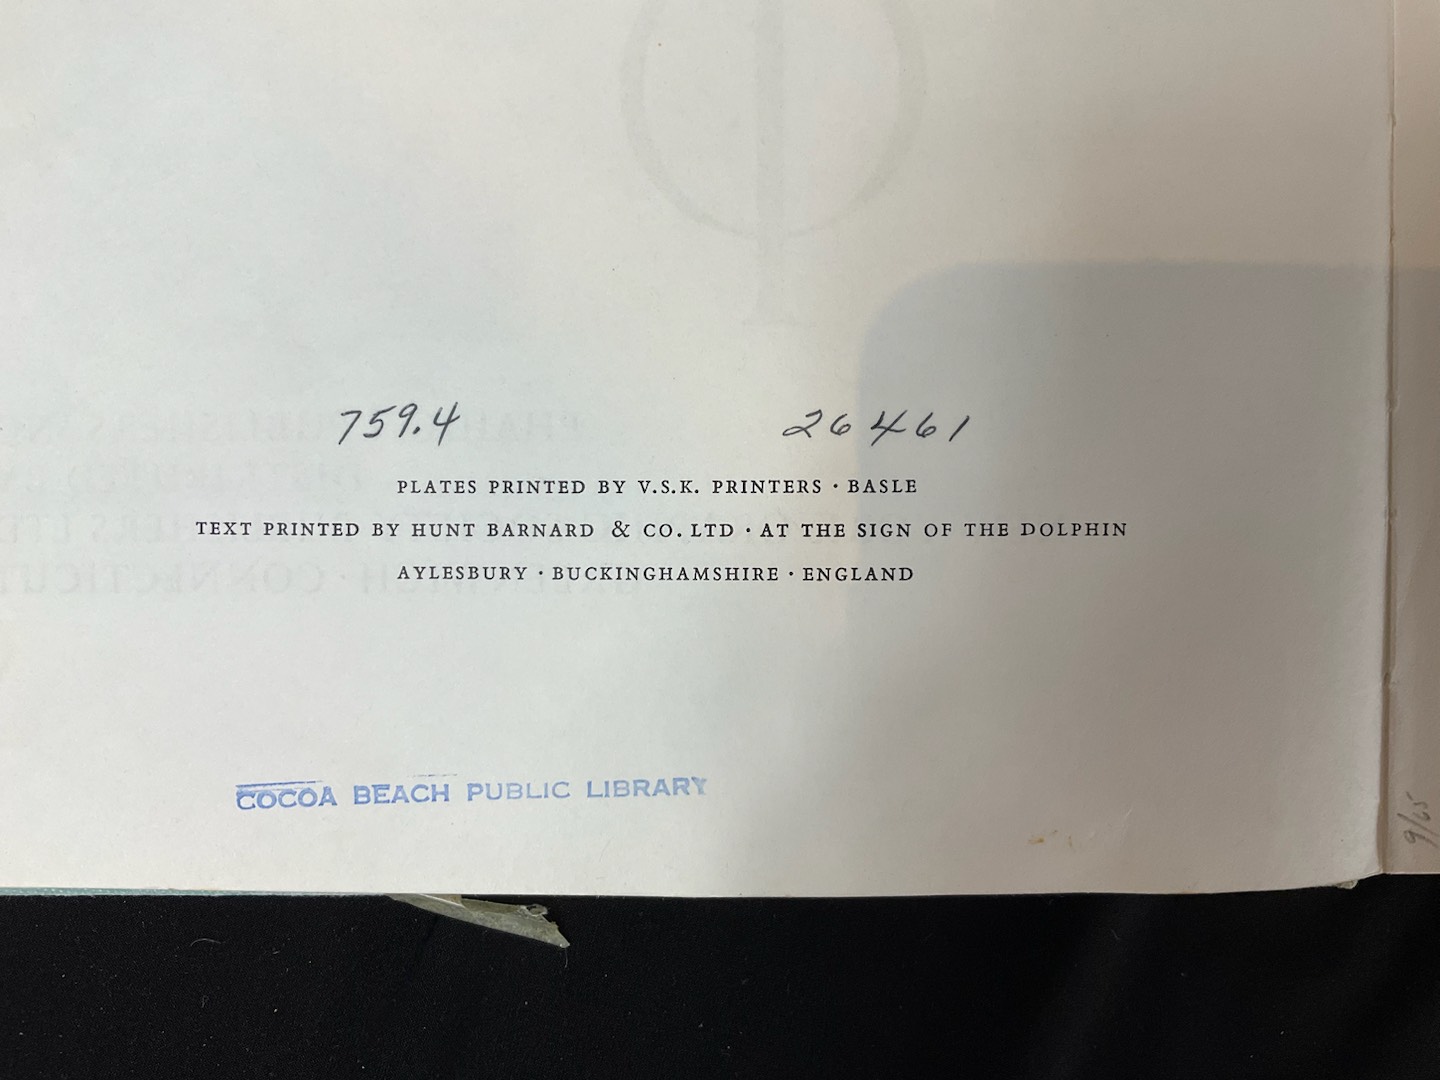 759.4 26461
PLATES PRINTED BY V.S.K. PRINTERS · BASLE
TEXT PRINTED BY HUNT BARNARD & CO. LTD · AT THE SIGN OF THE DOLPHIN
AYLESBURY · BUCKINGHAMSHIRE · ENGLAND
COCOA BEACH PUBLIC LIBRARY
9/65